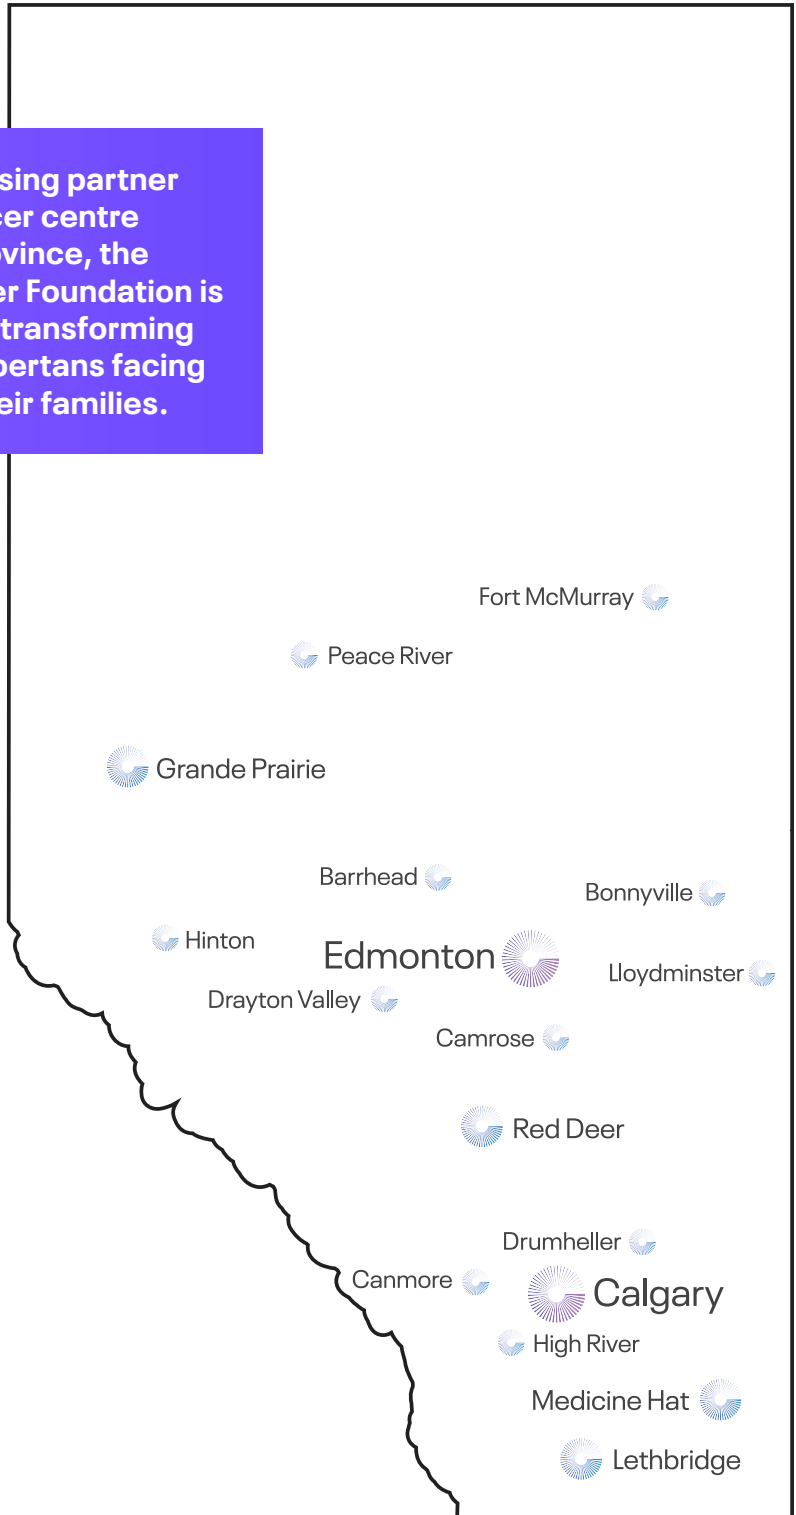 sing partner
cer centre
ovince, the
er Foundation is
transforming
bertans facing
eir families.
Fort McMurray
Peace River
Grande Prairie
Barrhead
Bonnyville
Hinton
Edmonton
Lloydminster
Drayton Valley
Camrose
Red Deer
Drumheller
Canmore
Calgary
High River
Medicine Hat
Lethbridge